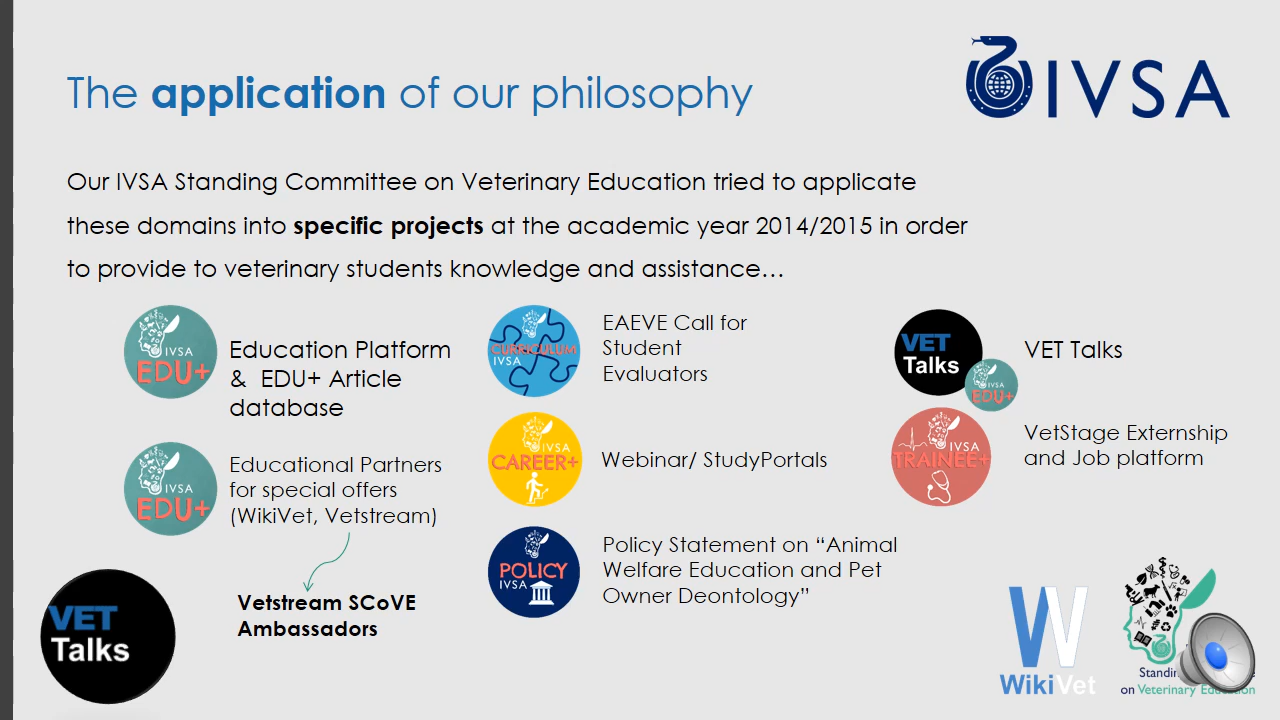 The application of our philosophy
IVSA
Our IVSA Standing Committee on Veterinary Education tried to applicate
these domains into specific projects at the academic year 2014/2015 in order
to provide to veterinary students knowledge and assistance…
IVSA
EDU+
Education Platform
& EDU+ Article
database
CURRICULUM
IVSA
EAEVE Call for
Student
Evaluators
VET
Talks
IVSA
EDU+
VET Talks
IVSA
EDU+
Educational Partners
for special offers
(WikiVet, Vetstream)
IVSA
CAREER+
Webinar/ StudyPortals
IVSA
TRAINEE+
VetStage Externship
and Job platform
POLICY
IVSA
Policy Statement on “Animal
Welfare Education and Pet
Owner Deontology”
Vetstream SCoVE
Ambassadors
VET
Talks
W
WikiVet
on Veterinary Education